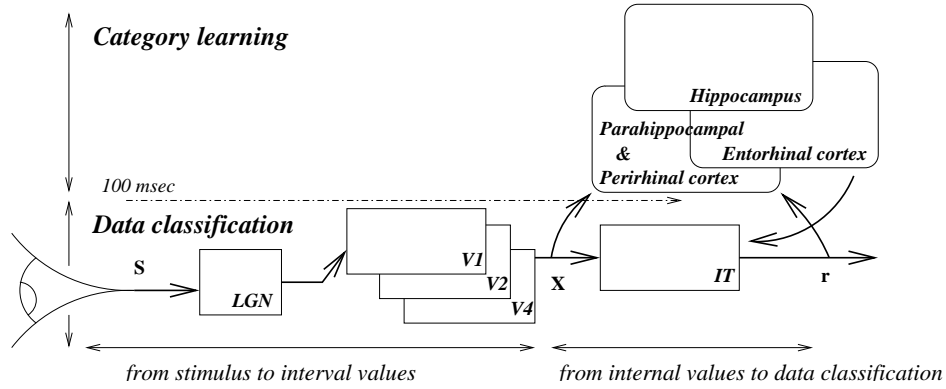 Category learning
Hippocampus
Parahippocampal
&
Entorhinal cortex
Perirhinal cortex
100 msec
Data classification
S
LGN
V1
V2
V4
X
IT
r
from stimulus to interval values
from internal values to data classification